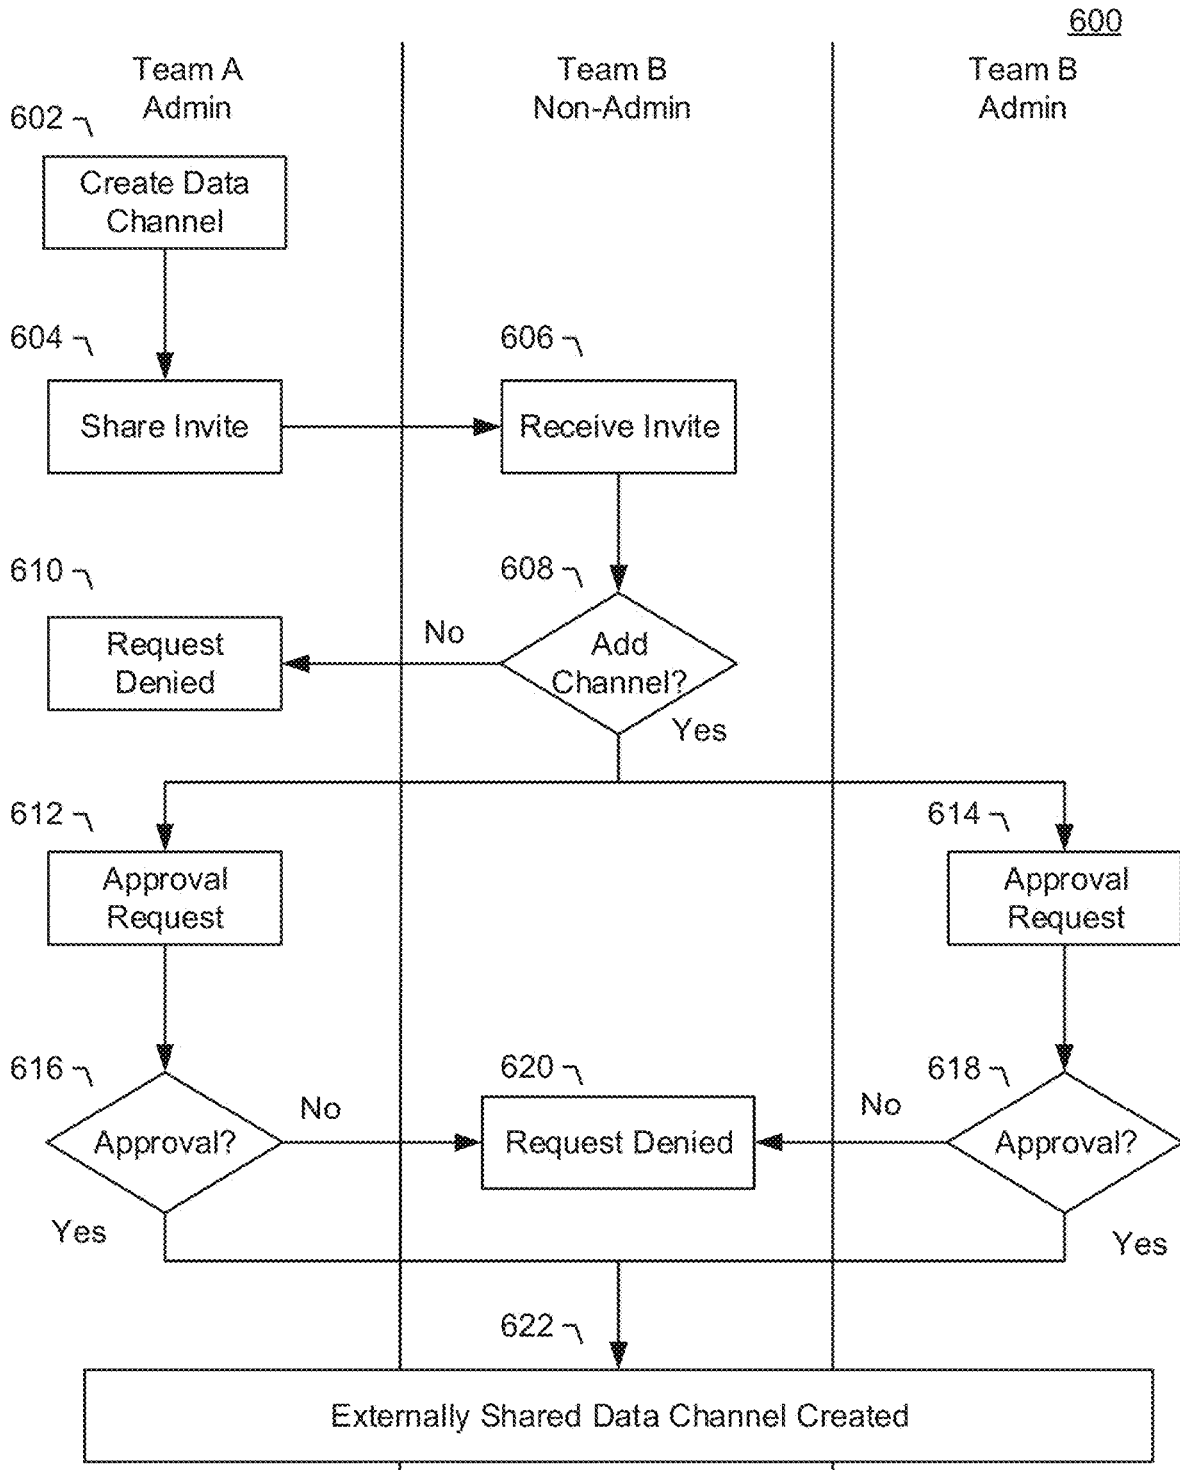 600
Team A
Admin
Team B
Non-Admin
Team B
Admin
602
Create Data
Channel
604
Share Invite
606
Receive Invite
610
Request
Denied
No
608
Add
Channel?
Yes
612
Approval
Request
614
Approval
Request
616
Approval?
No
Yes
620
Request Denied
618
No
Approval?
Yes
622
Externally Shared Data Channel Created